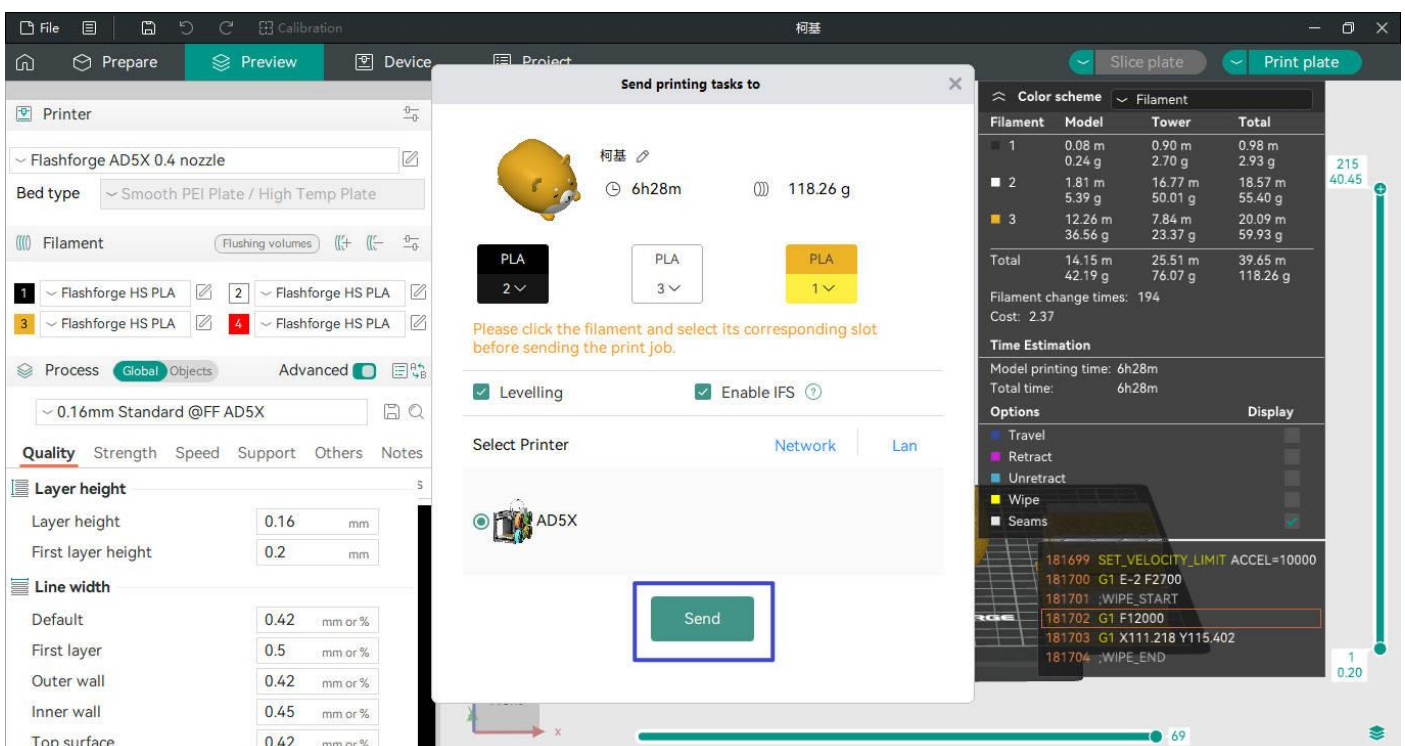 File
Calibration
柯基
Prepare
Preview
Device
Project
Slice plate
Print plate
Printer
Flashforge AD5X 0.4 nozzle
Bed type
Smooth PEI Plate / High Temp Plate
Filament
Flushing volumes
1 Flashforge HS PLA
2 Flashforge HS PLA
3 Flashforge HS PLA
4 Flashforge HS PLA
Process
Global
Objects
Advanced
0.16mm Standard @FF AD5X
Quality Strength Speed Support Others Notes
Layer height
Layer height 0.16 mm
First layer height 0.2 mm
Line width
Default 0.42 mm or %
First layer 0.5 mm or %
Outer wall 0.42 mm or %
Inner wall 0.45 mm or %
Top surface 0.42 mm or %
Send printing tasks to
柯基
6h28m 118.26 g
PLA PLA PLA
2 3 1
Please click the filament and select its corresponding slot
before sending the print job.
Levelling
Enable IFS ?
Select Printer
Network
Lan
AD5X
Send
Color scheme Filament
Filament Model Tower Total
1 0.08 m 0.90 m 0.98 m
0.24 g 2.70 g 2.93 g
2 1.81 m 16.77 m 18.57 m
5.39 g 50.01 g 55.40 g
3 12.26 m 7.84 m 20.09 m
36.56 g 23.37 g 59.93 g
Total 14.15 m 25.51 m 39.65 m
42.19 g 76.07 g 118.26 g
Filament change times: 194
Cost: 2.37
Time Estimation
Model printing time: 6h28m
Total time: 6h28m
Options Display
Travel
Retract
Unretract
Wipe
Seams
181699 SET_VELOCITY_LIMIT ACCEL=10000
181700 G1 E-2 F2700
181701 ;WIPE_START
181702 G1 F12000
181703 G1 X111.218 Y115.402
181704 ;WIPE_END
215
40.45
1
0.20
x
69